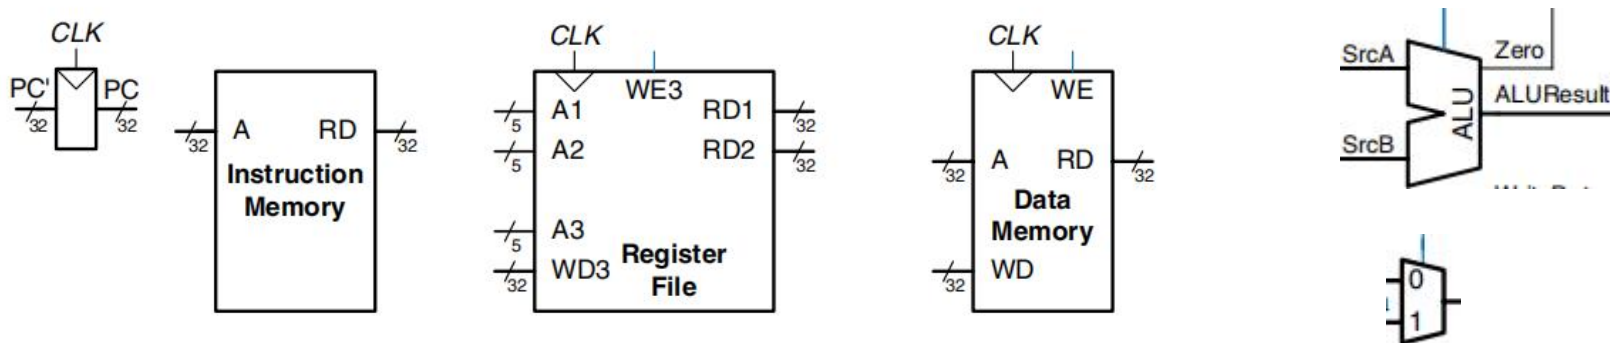 CLK
PC'
32
PC
32
A
32
RD
32
Instruction
Memory
CLK
WE3
A1
5
A2
5
A3
5
WD3
32
RD1
32
RD2
32
Register
File
CLK
WE
A
32
RD
32
Data
Memory
WD
32
SrcA
SrcB
ALU
Zero
ALUResult
0
1